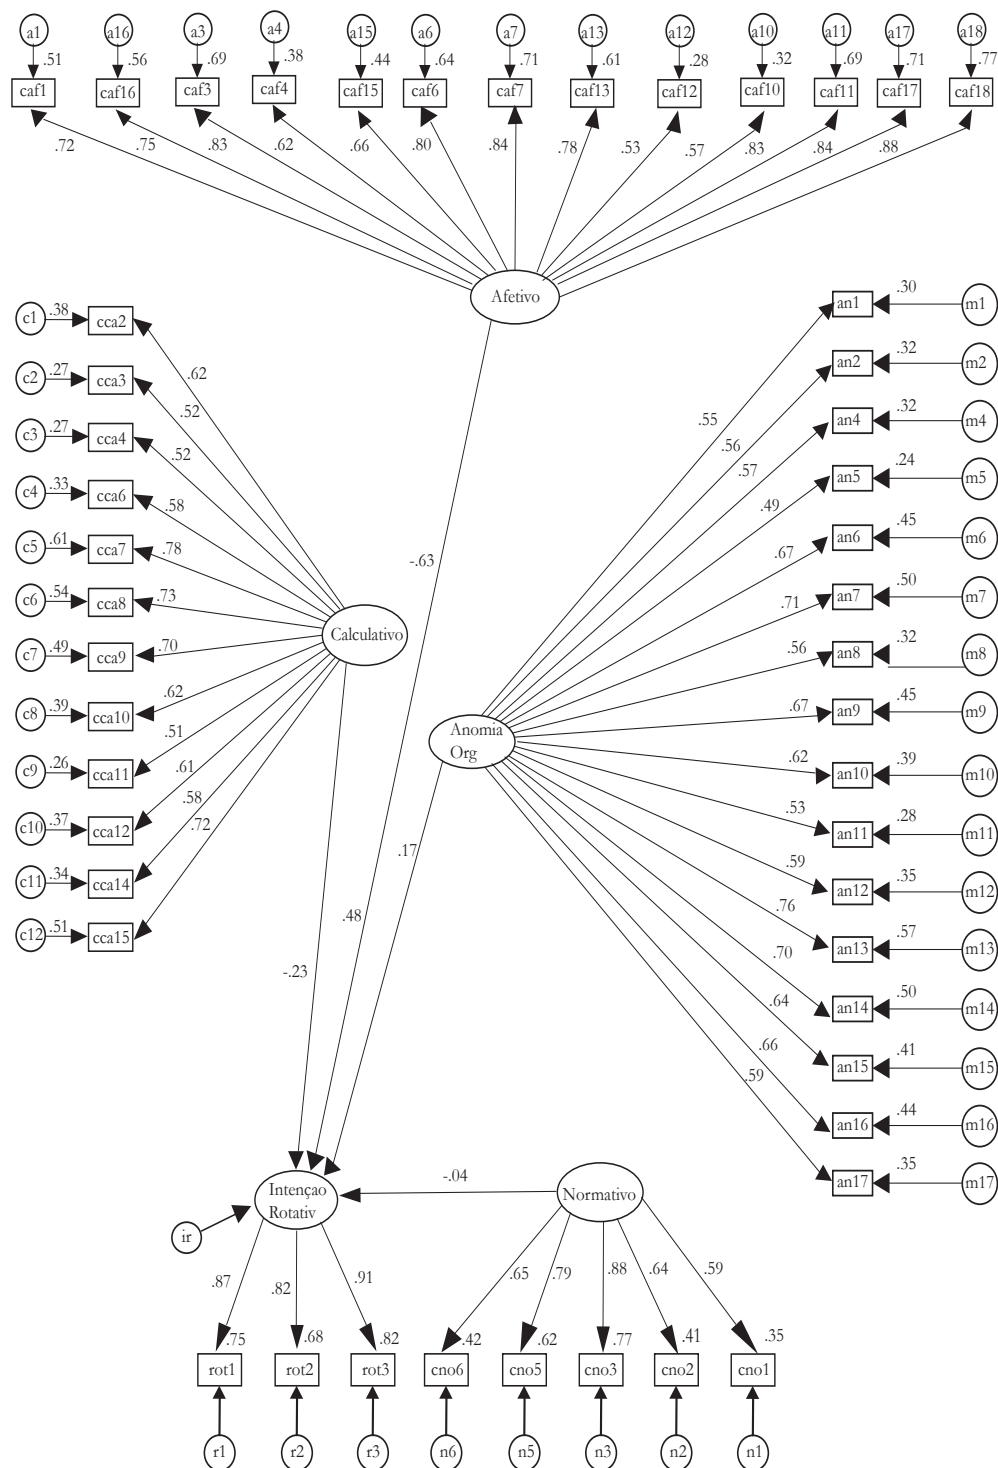 a1 a16 a3 a4 a15 a6 a7 a13 a12 a10 a11 a17 a18
.51 .56 .69 .38 .44 .64 .71 .61 .28 .32 .69 .71 .77
caf1 caf16 caf3 caf4 caf15 caf6 caf7 caf13 caf12 caf10 caf11 caf17 caf18
.72 .75 .83 .62 .66 .80 .84 .78 .53 .57 .83 .84 .88
Afetivo
c1 .38 cca2 .62
c2 .27 cca3 .52
c3 .27 cca4 .52
c4 .33 cca6 .58
c5 .61 cca7 .78
c6 .54 cca8 .73
c7 .49 cca9 .70
c8 .39 cca10 .62
c9 .26 cca11 .51
c10 .37 cca12 .61
c11 .34 cca14 .58
c12 .51 cca15 .72
Calculativo
-.63
.55 an1 .30 m1
.56 an2 .32 m2
.57 an4 .32 m4
.49 an5 .24 m5
.67 an6 .45 m6
.71 an7 .50 m7
.56 an8 .32 m8
.67 an9 .45 m9
.62 an10 .39 m10
.53 an11 .28 m11
.59 an12 .35 m12
.76 an13 .57 m13
.70 an14 .50 m14
.64 an15 .41 m15
.66 an16 .44 m16
.59 an17 .35 m17
Anomia
Org
.17
.48
-.23
Intençao
Rotativ
-.04
Normativo
ir
.87 .82 .91 .65 .79 .88 .64 .59
.75 .68 .82 .42 .62 .77 .41 .35
rot1 rot2 rot3 cno6 cno5 cno3 cno2 cno1
r1 r2 r3 n6 n5 n3 n2 n1